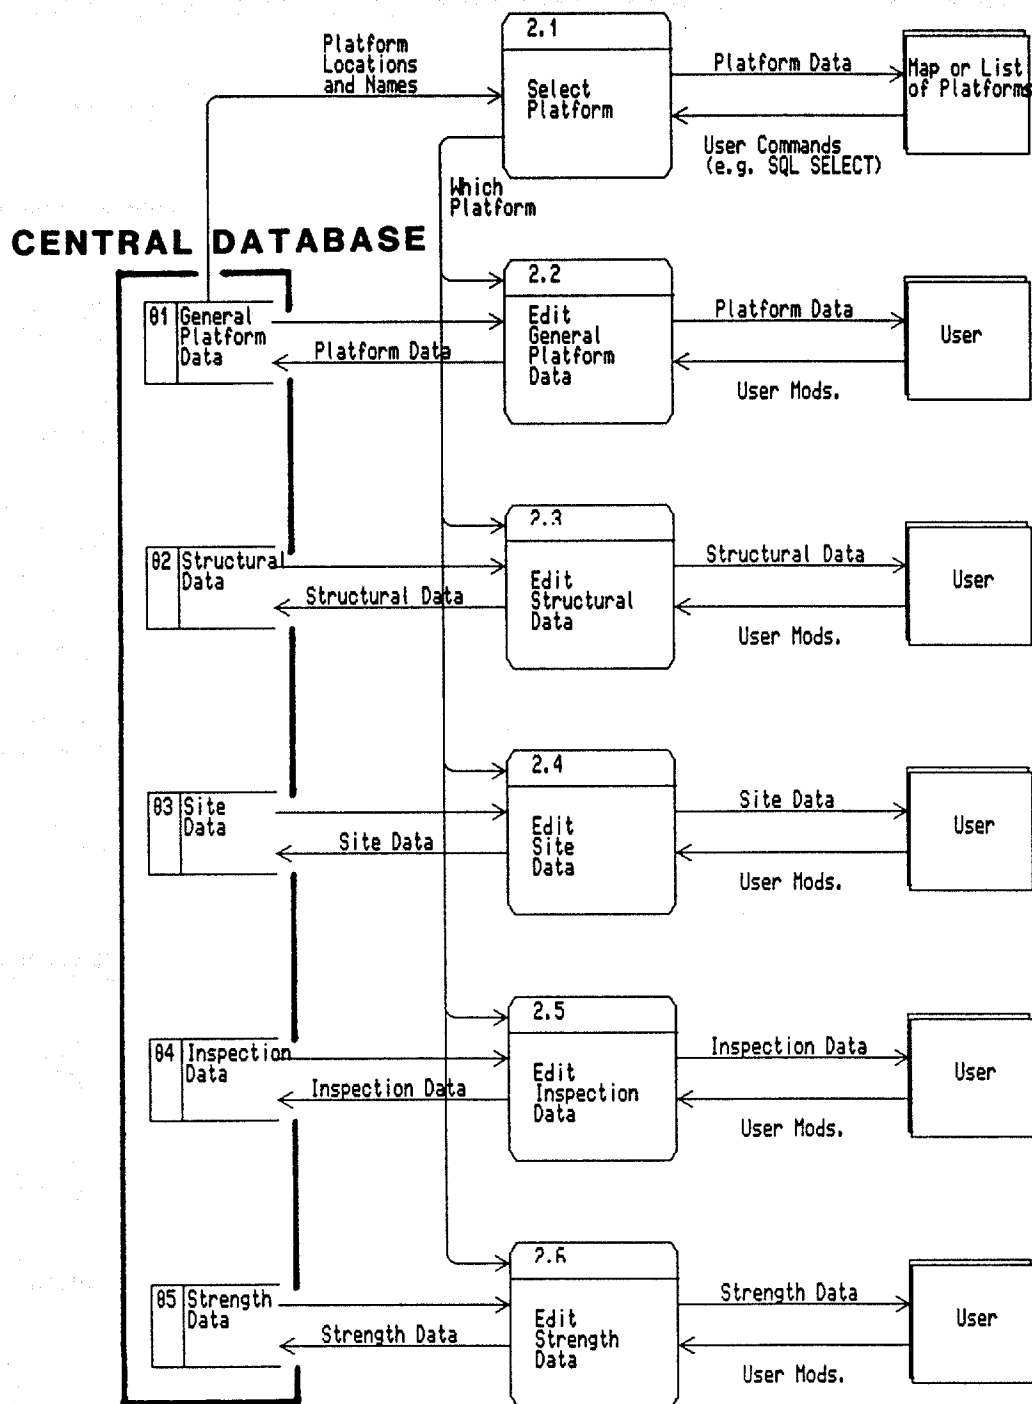 2.1
Platform
Locations
and Names
Select
Platform
Platform Data
Map or List
of Platforms
User Commands
(e.g. SQL SELECT)
Which
Platform
CENTRAL DATABASE
01 General
Platform
Data
Platform Data
2.2
Edit
General
Platform
Data
Platform Data
User
User Mods.
02 Structural
Data
Structural Data
2.3
Edit
Structural
Data
Structural Data
User
User Mods.
03 Site
Data
Site Data
2.4
Edit
Site
Data
Site Data
User
User Mods.
04 Inspection
Data
Inspection Data
2.5
Edit
Inspection
Data
Inspection Data
User
User Mods.
05 Strength
Data
Strength Data
2.6
Edit
Strength
Data
Strength Data
User
User Mods.